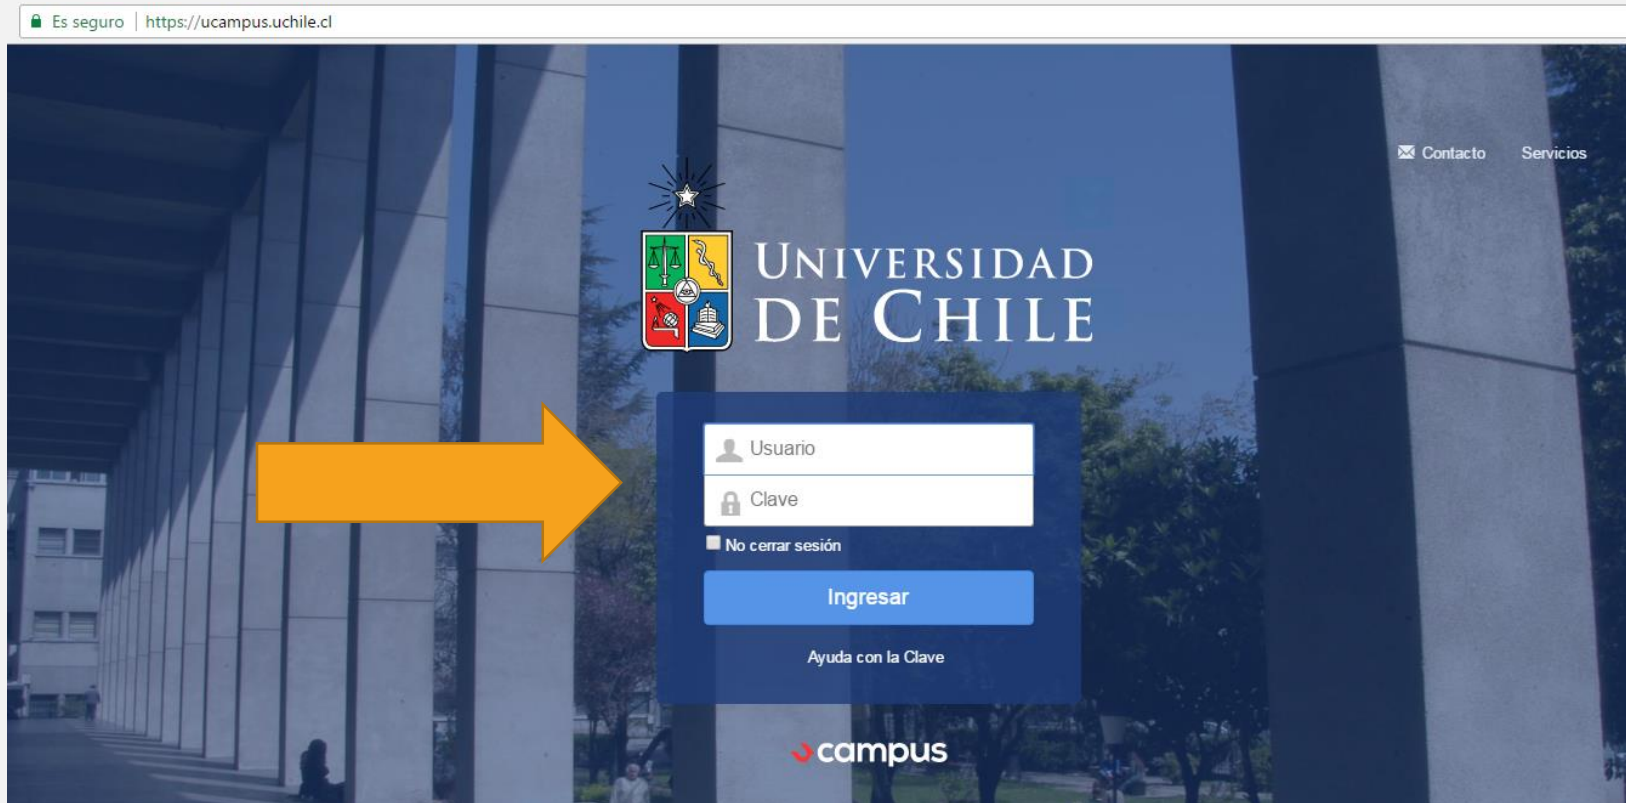 Es seguro | https://ucampus.uchile.cl
Contacto Servicios
UNIVERSIDAD
DE CHILE
Usuario
Clave
No cerrar sesión
Ingresar
Ayuda con la Clave
ucampus